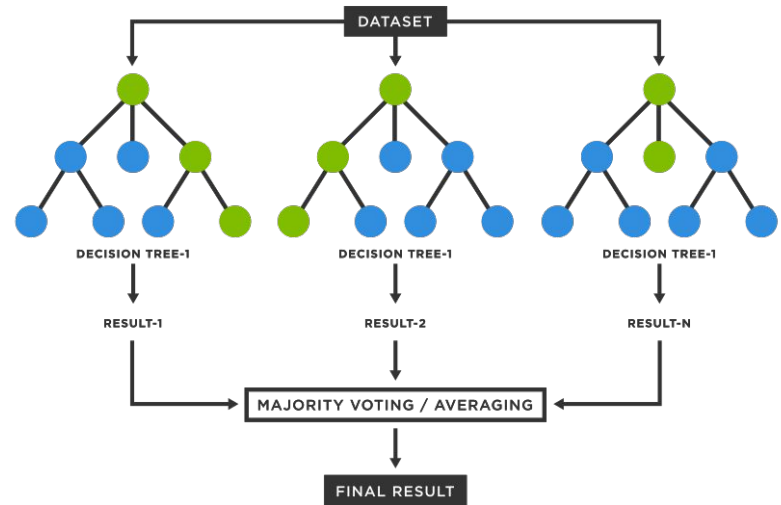 DATASET
DECISION TREE-1
DECISION TREE-1
DECISION TREE-1
RESULT-1
RESULT-2
RESULT-N
MAJORITY VOTING / AVERAGING
FINAL RESULT